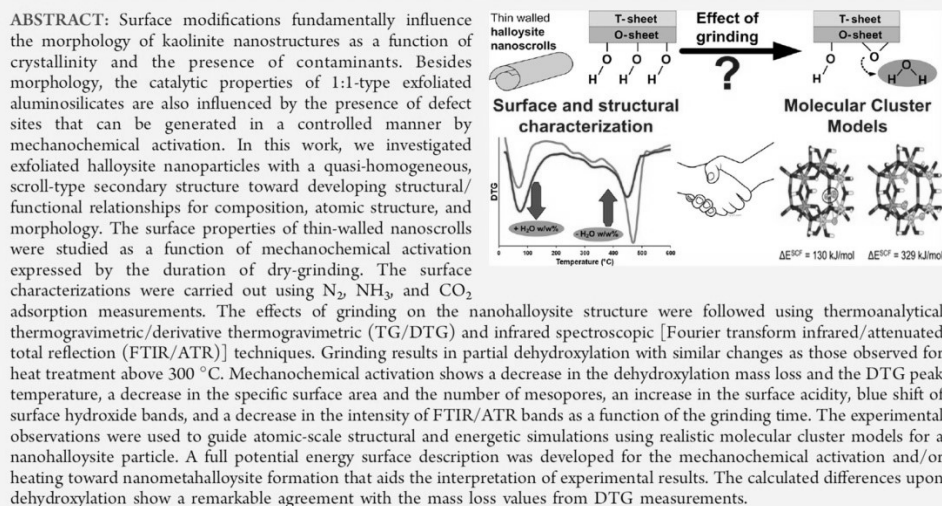 ABSTRACT: Surface modifications fundamentally influence
the morphology of kaolinite nanostructures as a function of
crystallinity and the presence of contaminants. Besides
morphology, the catalytic properties of 1:1-type exfoliated
aluminosilicates are also influenced by the presence of defect
sites that can be generated in a controlled manner by
mechanochemical activation. In this work, we investigated
exfoliated halloysite nanoparticles with a quasi-homogeneous,
scroll-type secondary structure toward developing structural/
functional relationships for composition, atomic structure, and
morphology. The surface properties of thin-walled nanoscrolls
were studied as a function of mechanochemical activation
expressed by the duration of dry-grinding. The surface
characterizations were carried out using N₂, NH₃, and CO₂
adsorption measurements. The effects of grinding on the nanohalloysite structure were followed using thermoanalytical
thermogravimetric/derivative thermogravimetric (TG/DTG) and infrared spectroscopic [Fourier transform infrared/attenuated
total reflection (FTIR/ATR)] techniques. Grinding results in partial dehydroxylation with similar changes as those observed for
heat treatment above 300 °C. Mechanochemical activation shows a decrease in the dehydroxylation mass loss and the DTG peak
temperature, a decrease in the specific surface area and the number of mesopores, an increase in the surface acidity, blue shift of
surface hydroxide bands, and a decrease in the intensity of FTIR/ATR bands as a function of the grinding time. The experimental
observations were used to guide atomic-scale structural and energetic simulations using realistic molecular cluster models for a
nanohalloysite particle. A full potential energy surface description was developed for the mechanochemical activation and/or
heating toward nanometahalloysite formation that aids the interpretation of experimental results. The calculated differences upon
dehydroxylation show a remarkable agreement with the mass loss values from DTG measurements.
Thin walled
halloysite
nanoscrolls
T-sheet
O-sheet
O O O
H H H
Effect of
grinding
?
T-sheet
O-sheet
O O
H
O
H H
Surface and structural
characterization
Molecular Cluster
Models
DTG
+ H₂O w/w%
- H₂O w/w%
0 100 200 300 400 500 600
Temperature (°C)
ΔE^SCF = 130 kJ/mol
ΔE^SCF = 329 kJ/mol